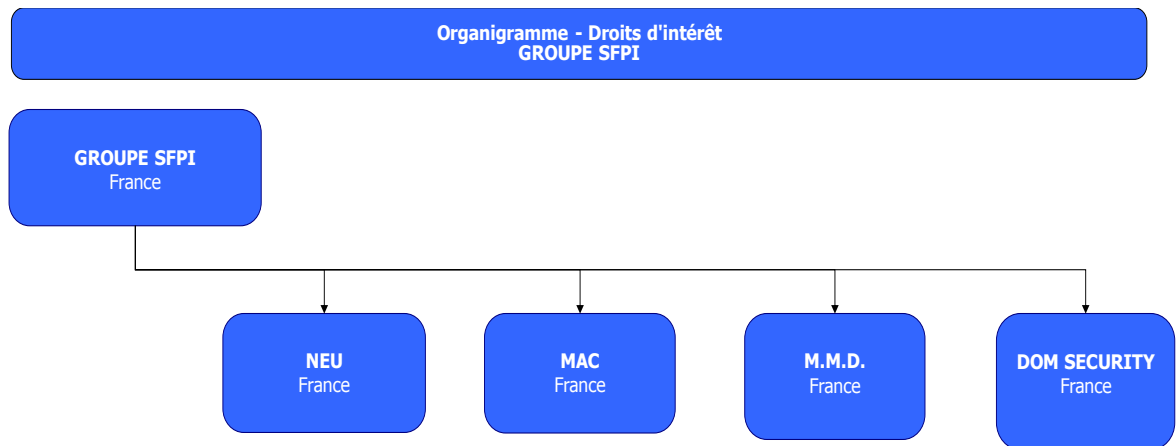 Organigramme - Droits d'intérêt
GROUPE SFPI
GROUPE SFPI
France
NEU
France
MAC
France
M.M.D.
France
DOM SECURITY
France